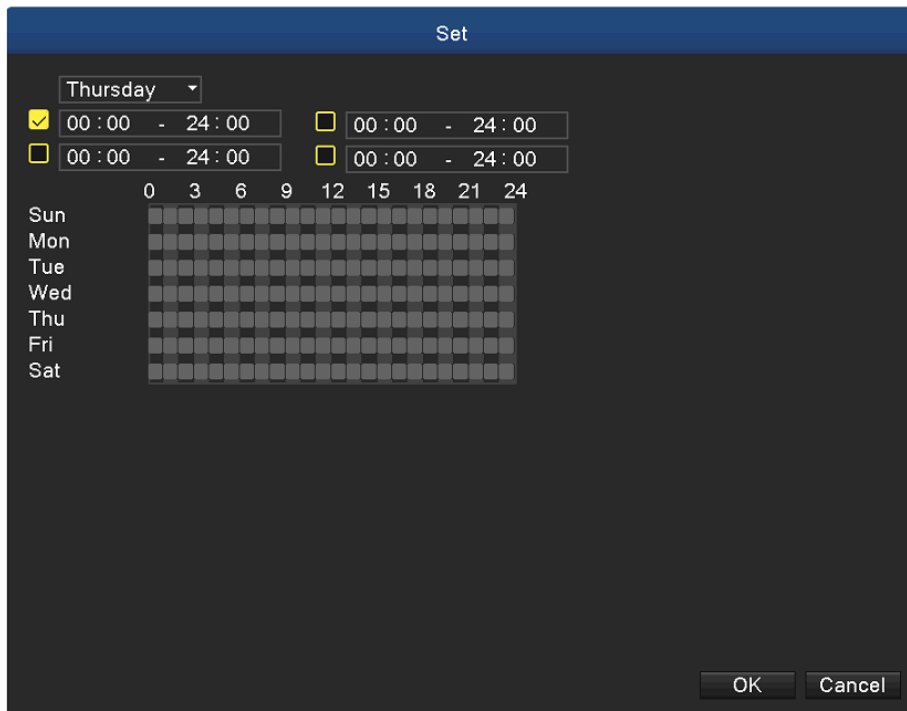 Set
Thursday
00:00 - 24:00 00:00 - 24:00
00:00 - 24:00 00:00 - 24:00
0 3 6 9 12 15 18 21 24
Sun
Mon
Tue
Wed
Thu
Fri
Sat
OK Cancel